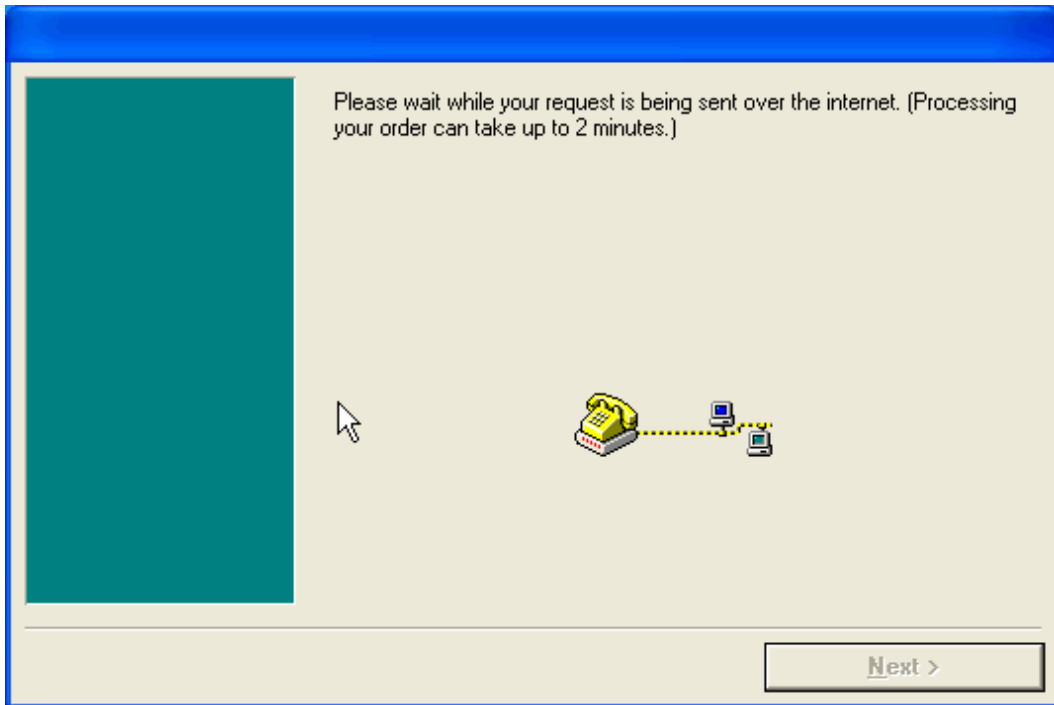 Please wait while your request is being sent over the internet. (Processing
your order can take up to 2 minutes.)
Next >